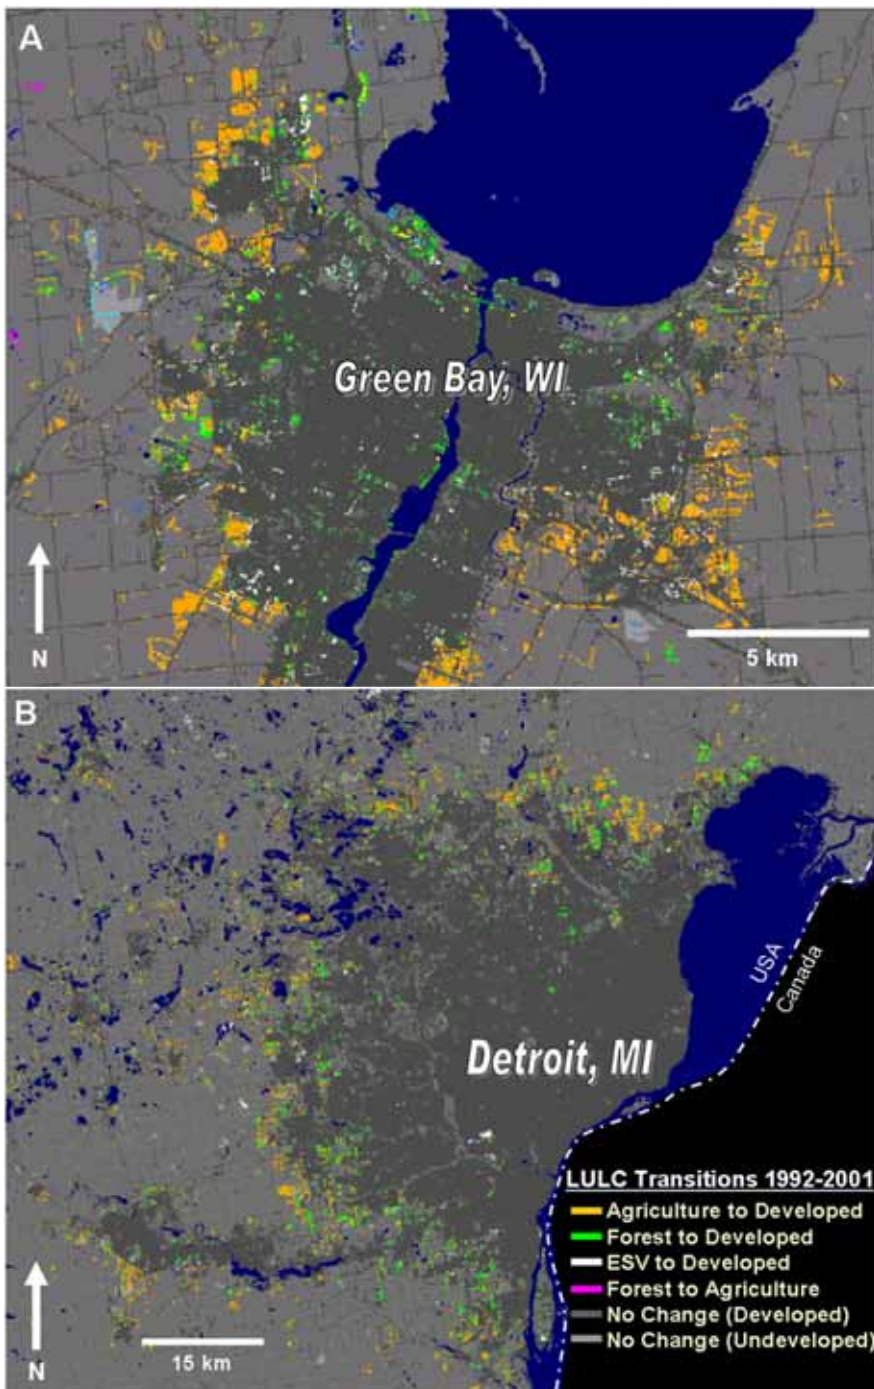 A
Green Bay, WI
N
5 km
B
USA
Canada
Detroit, MI
LULC Transitions 1992-2001
Agriculture to Developed
Forest to Developed
ESV to Developed
Forest to Agriculture
No Change (Developed)
No Change (Undeveloped)
N
15 km